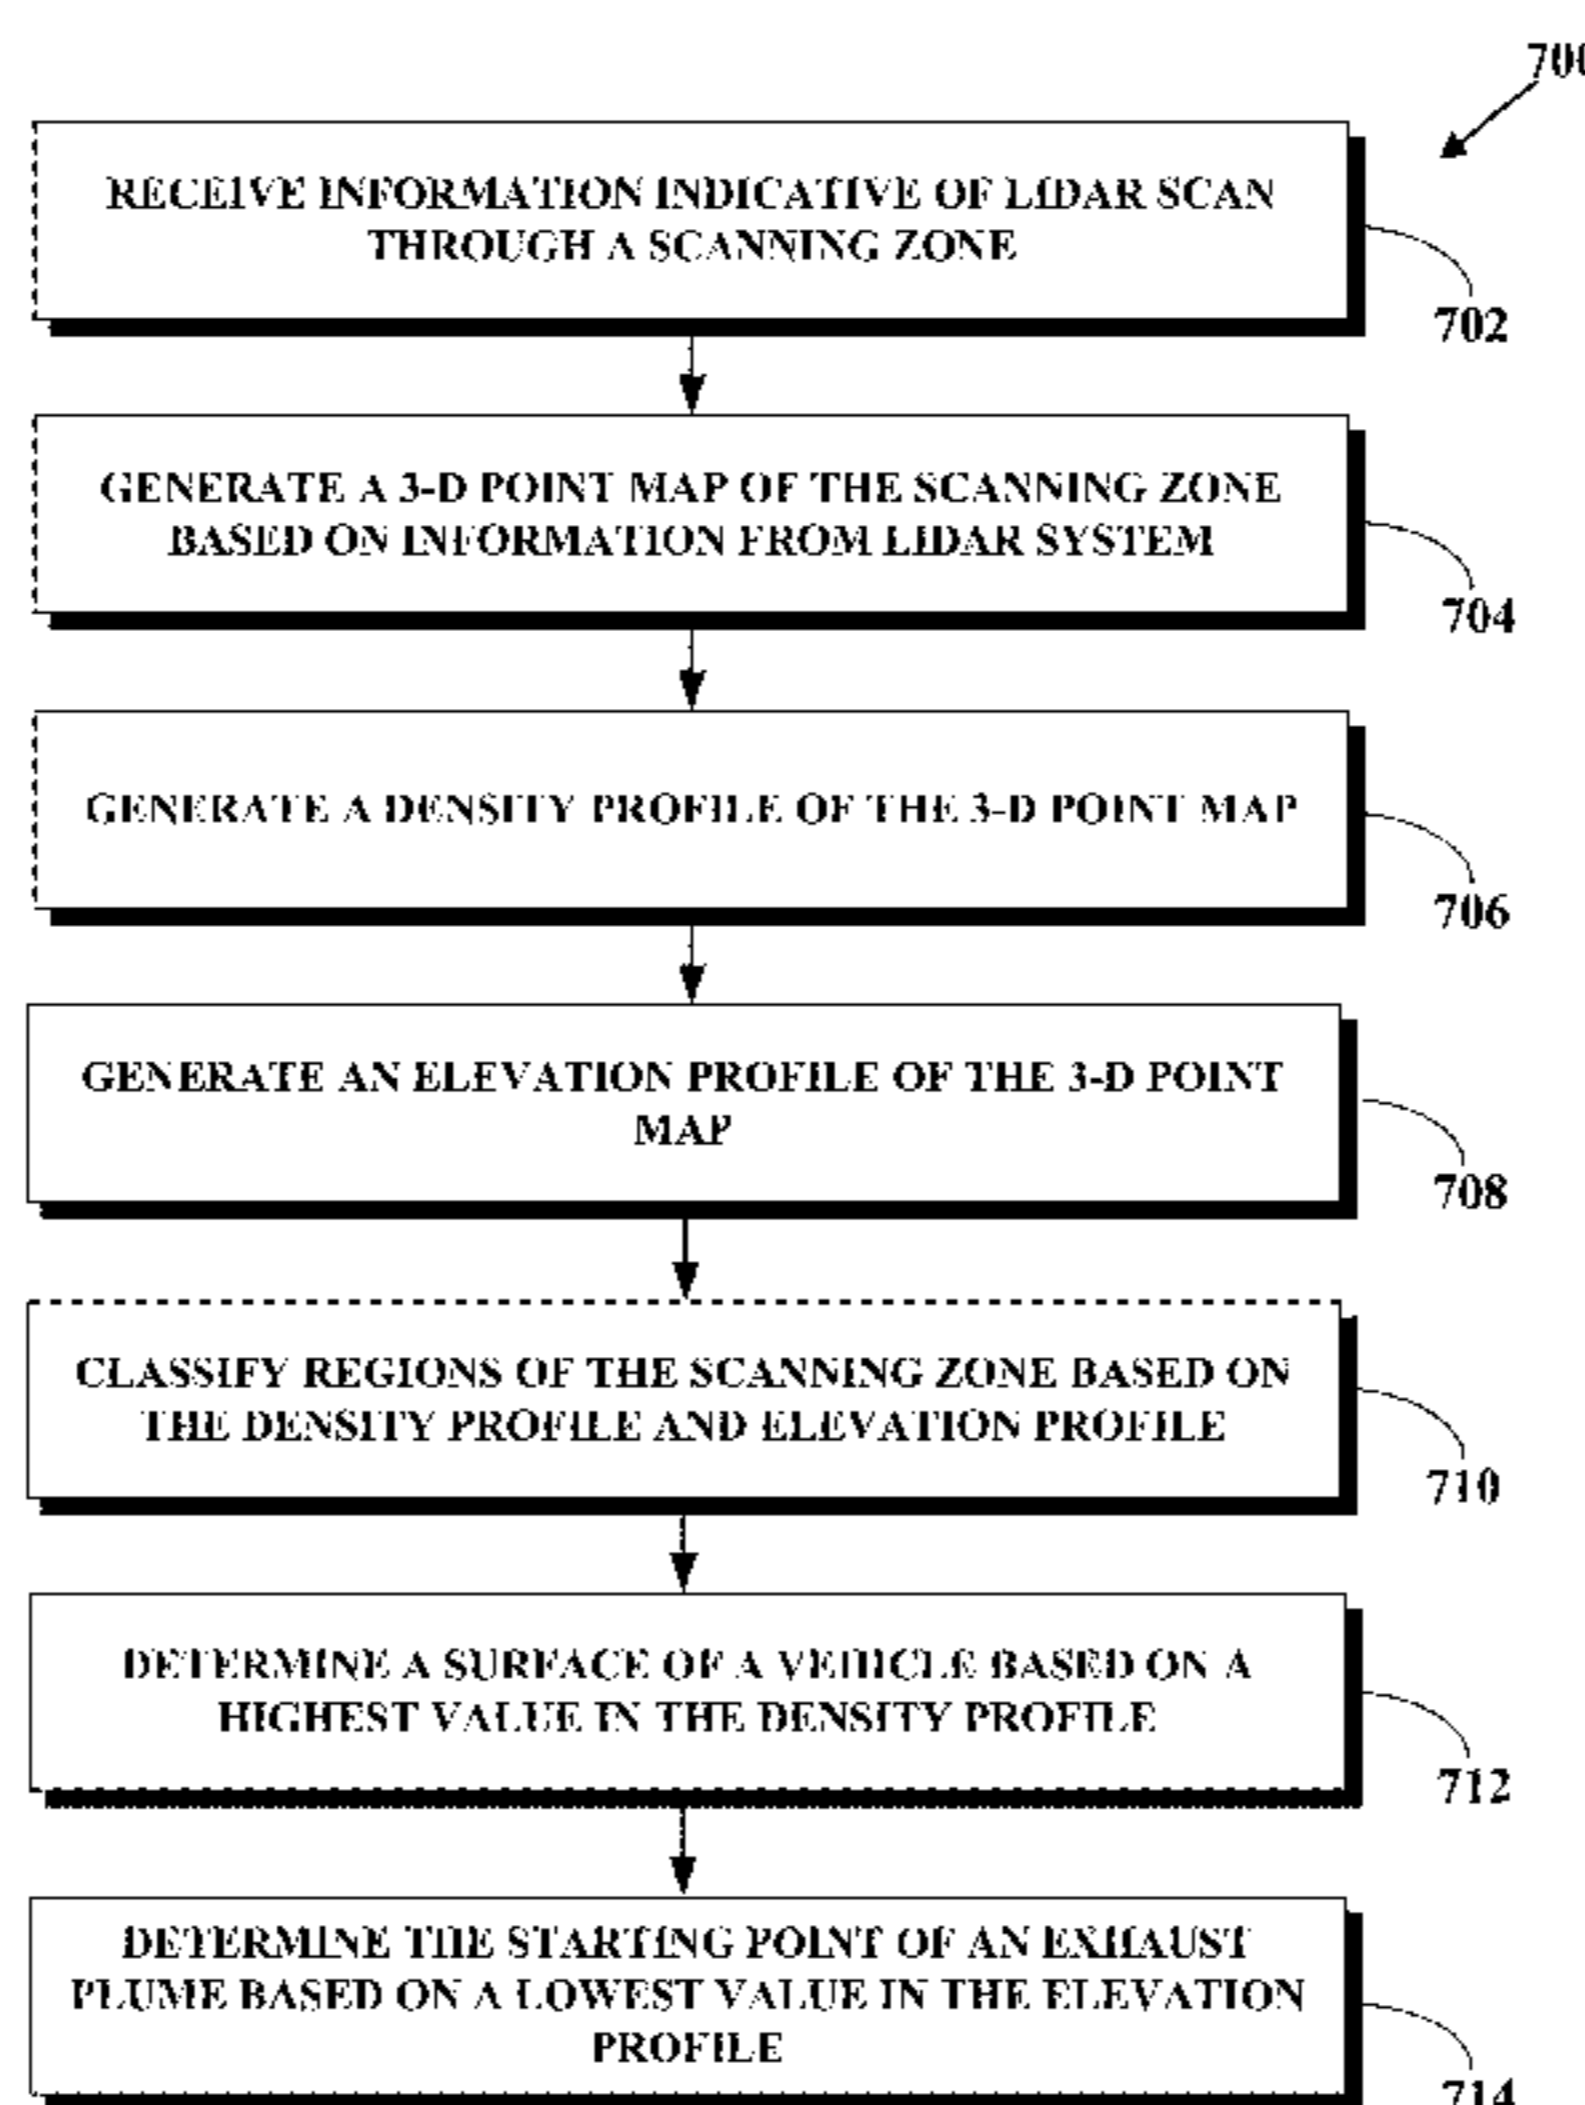 700
RECEIVE INFORMATION INDICATIVE OF LIDAR SCAN
THROUGH A SCANNING ZONE
702
GENERATE A 3-D POINT MAP OF THE SCANNING ZONE
BASED ON INFORMATION FROM LIDAR SYSTEM
704
GENERATE A DENSITY PROFILE OF THE 3-D POINT MAP
706
GENERATE AN ELEVATION PROFILE OF THE 3-D POINT
MAP
708
CLASSIFY REGIONS OF THE SCANNING ZONE BASED ON
THE DENSITY PROFILE AND ELEVATION PROFILE
710
DETERMINE A SURFACE OF A VEHICLE BASED ON A
HIGHEST VALUE IN THE DENSITY PROFILE
712
DETERMINE THE STARTING POINT OF AN EXHAUST
PLUME BASED ON A LOWEST VALUE IN THE ELEVATION
PROFILE
714